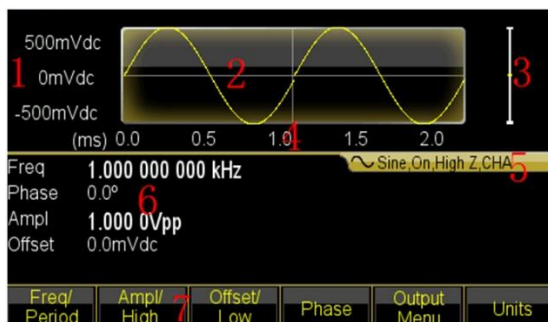 500mVdc
1 0mVdc 2 3
-500mVdc
(ms) 0.0 0.5 1.0 4 1.5 2.0
Sine,On,High Z,CHA 5
Freq 1.000 000 000 kHz
Phase 0.0° 6
Ampl 1.000 0Vpp
Offset 0.0mVdc
Freq/ Ampl/ Offset/ Output
Period High 7 Low Phase Menu Units